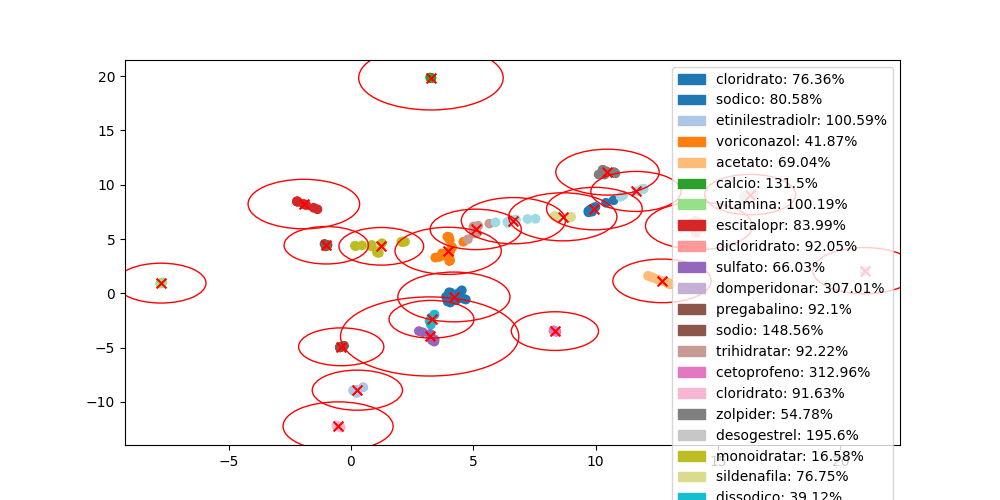 20
15
10
5
0
−5
−10
−5
0
5
10
15
20
cloridrato: 76.36%
sodico: 80.58%
etinilestradiolr: 100.59%
voriconazol: 41.87%
acetato: 69.04%
calcio: 131.5%
vitamina: 100.19%
escitalopr: 83.99%
dicloridrato: 92.05%
sulfato: 66.03%
domperidonar: 307.01%
pregabalino: 92.1%
sodio: 148.56%
trihidratar: 92.22%
cetoprofeno: 312.96%
cloridrato: 91.63%
zolpider: 54.78%
desogestrel: 195.6%
monoidratar: 16.58%
sildenafila: 76.75%
dissodico: 39.12%